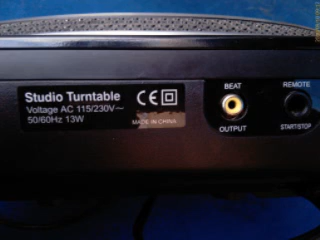 Studio Turntable
Voltage AC 115/230V~
50/60Hz 13W
CE
MADE IN CHINA
BEAT
OUTPUT
REMOTE
START/STOP